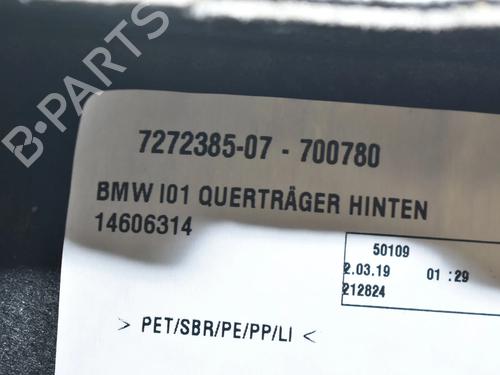 B-PARTS
7272385-07 - 700780
BMW I01 QUERTRÄGER HINTEN
14606314
50109
2.03.19 01 :29
212824
> PET/SBR/PE/PP/LI <